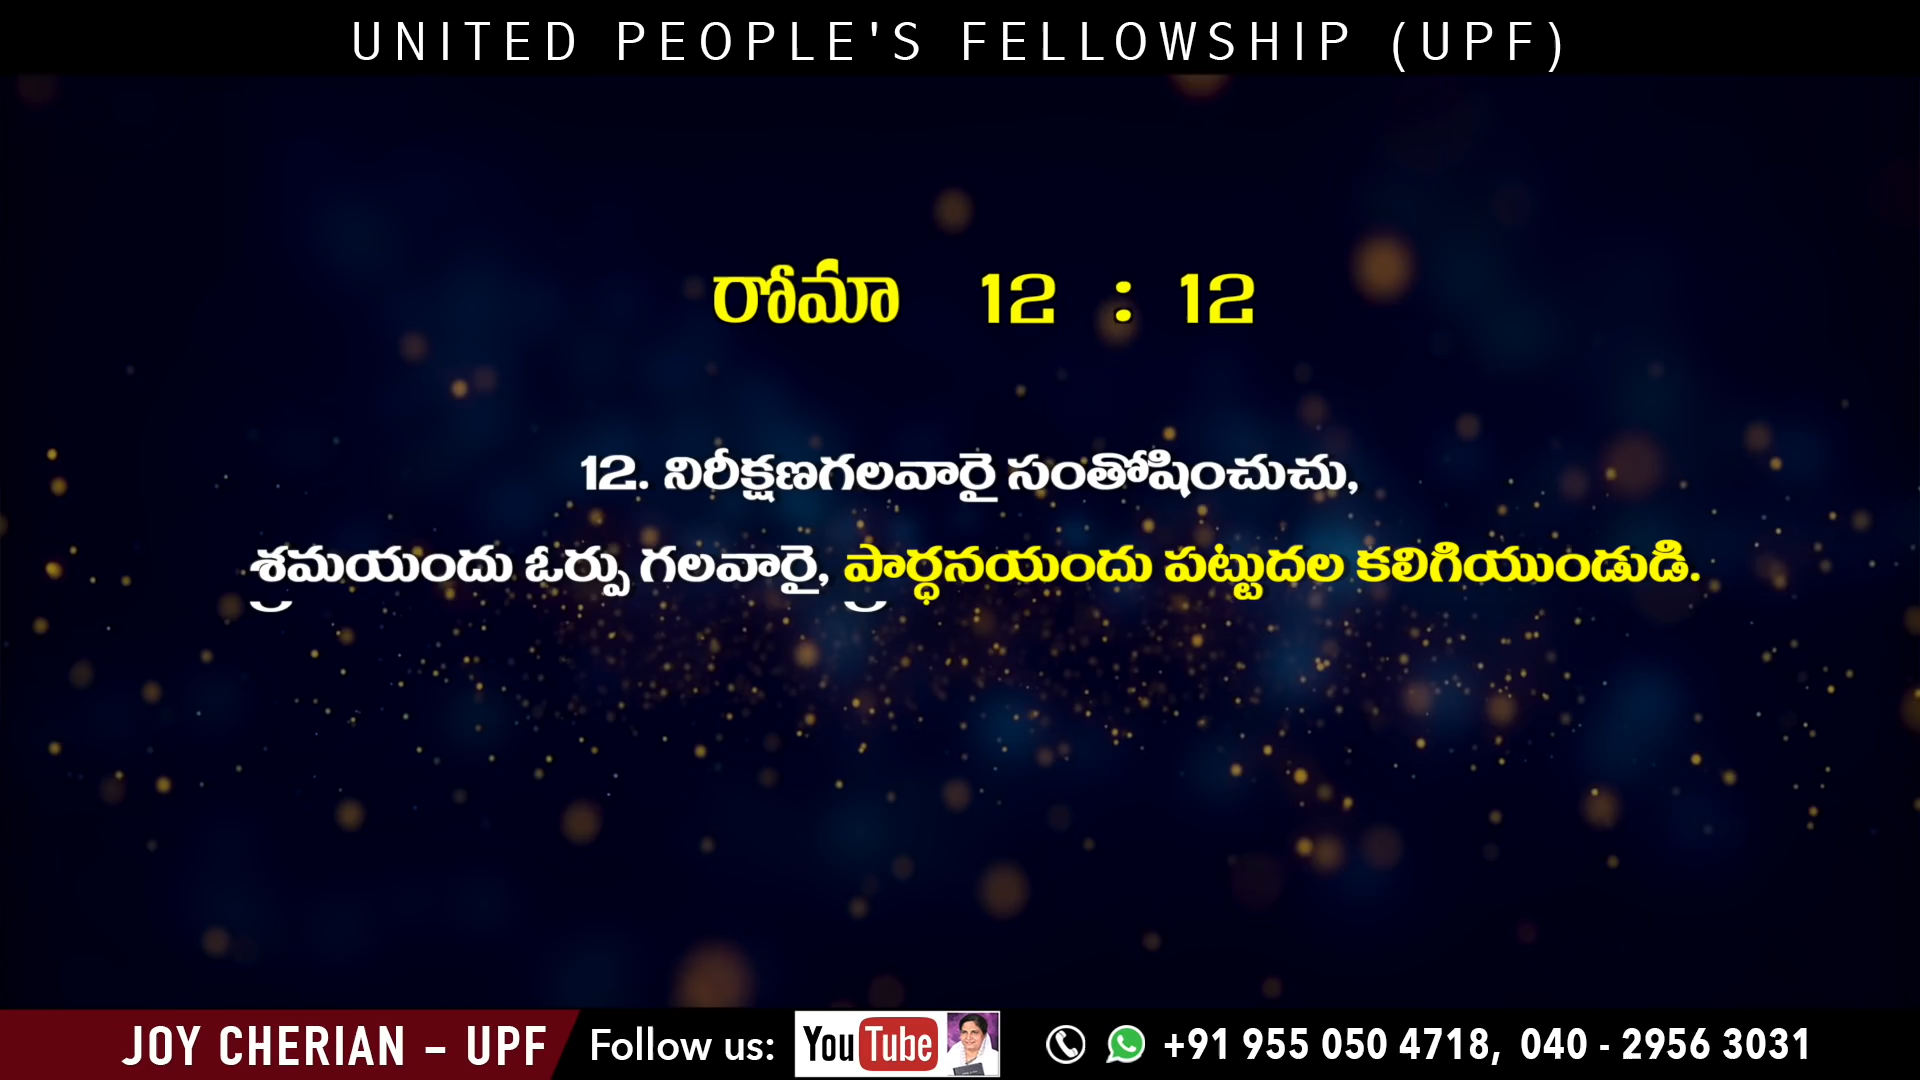 UNITED PEOPLE'S FELLOWSHIP (UPF)
రోమా 12 : 12
12. నిరీక్షణగలవారై సంతోషించుచు,
శ్రమయందు ఓర్పు గలవారై, ప్రార్ధనయందు పట్టుదల కలిగియుండుడి.
JOY CHERIAN – UPF Follow us: YouTube +91 955 050 4718, 040 - 2956 3031